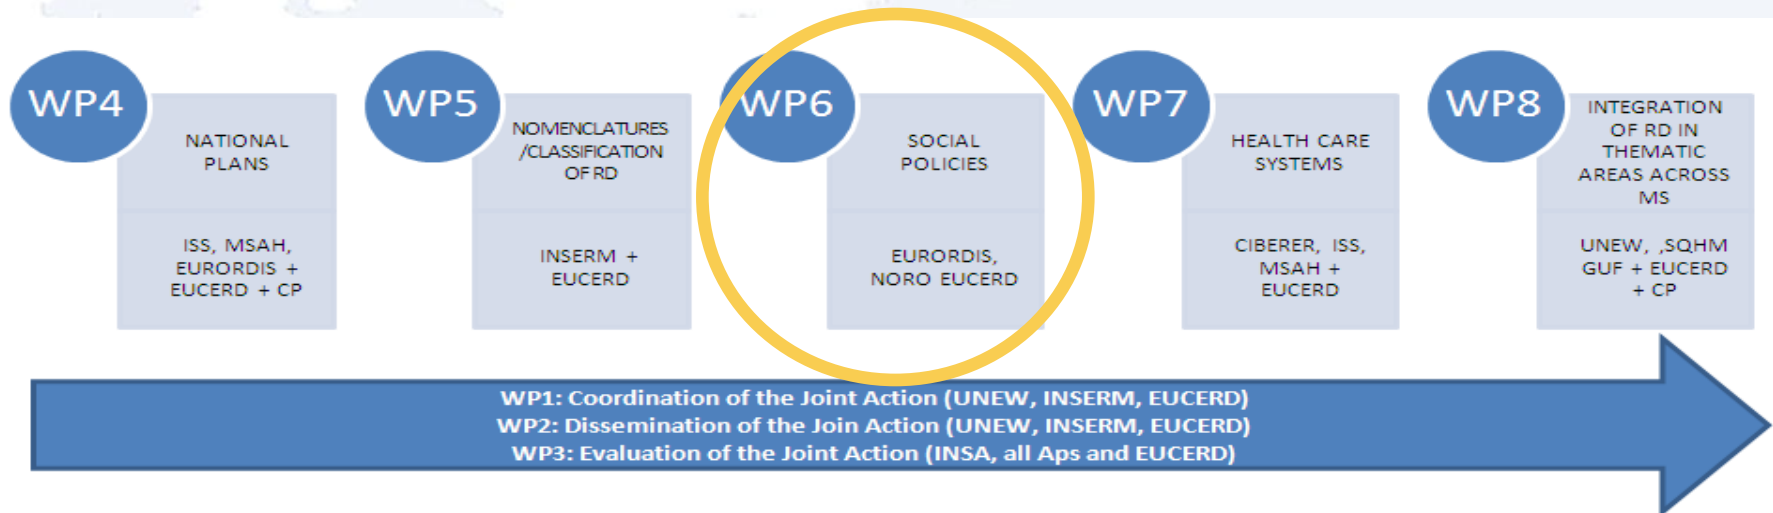 WP4
NATIONAL
PLANS
ISS, MSAH,
EURORDIS +
EUCERD + CP
WP5
NOMENCLATURES
/CLASSIFICATION
OF RD
INSERM +
EUCERD
WP6
SOCIAL
POLICIES
EURORDIS,
NORO EUCERD
WP7
HEALTH CARE
SYSTEMS
CIBERER, ISS,
MSAH +
EUCERD
WP8
INTEGRATION
OF RD IN
THEMATIC
AREAS ACROSS
MS
UNEW, ,SQHM
GUF + EUCERD
+ CP
WP1: Coordination of the Joint Action (UNEW, INSERM, EUCERD)
WP2: Dissemination of the Join Action (UNEW, INSERM, EUCERD)
WP3: Evaluation of the Joint Action (INSA, all Aps and EUCERD)